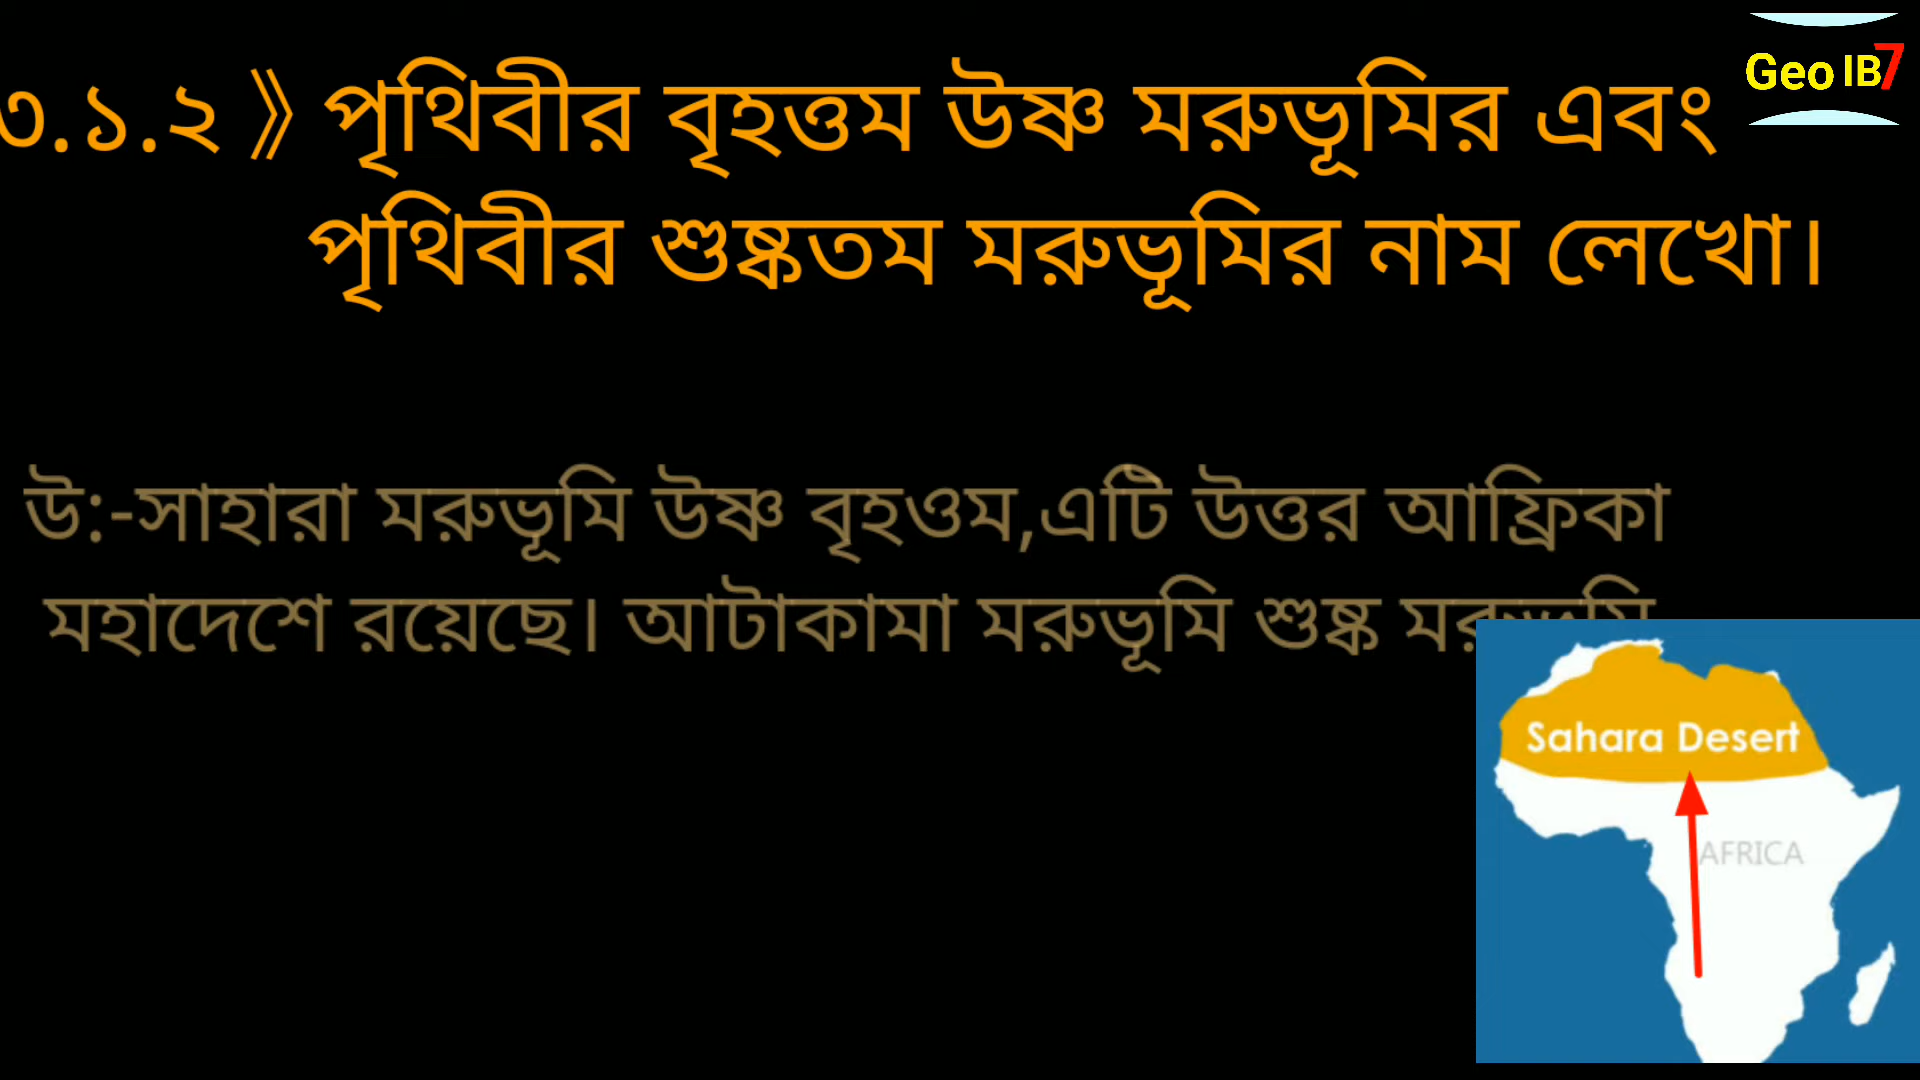 Geo IB7
৩.১.২》পৃথিবীর বৃহত্তম উষ্ণ মরুভূমির এবং
পৃথিবীর শুষ্কতম মরুভূমির নাম লেখো।
উ:-সাহারা মরুভূমি উষ্ণ বৃহওম,এটি উত্তর আফ্রিকা
মহাদেশে রয়েছে। আটাকামা মরুভূমি শুষ্ক মরুভূমি
Sahara Desert
AFRICA